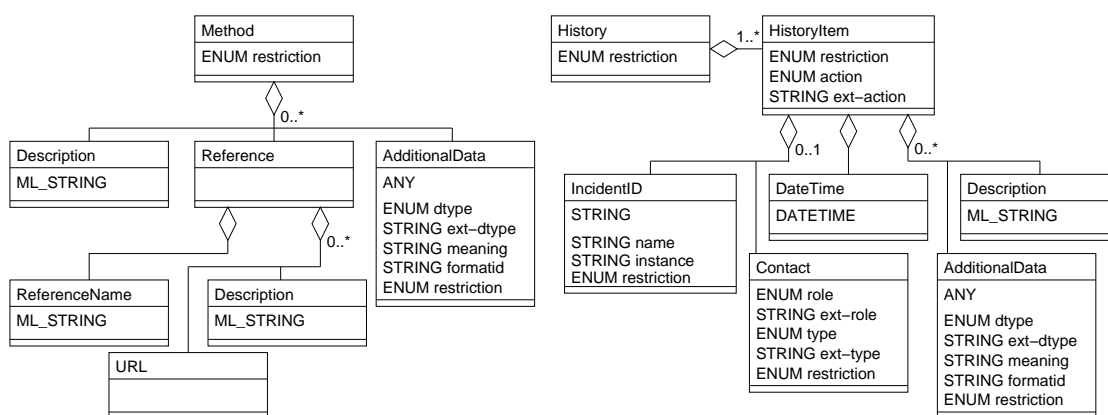 Method
ENUM restriction
0..*
Description
ML_STRING
Reference
AdditionalData
ANY
ENUM dtype
STRING ext−dtype
STRING meaning
STRING formatid
ENUM restriction
0..*
ReferenceName
ML_STRING
Description
ML_STRING
URL
History
ENUM restriction
1..*
HistoryItem
ENUM restriction
ENUM action
STRING ext−action
0..1
0..*
IncidentID
STRING
STRING name
STRING instance
ENUM restriction
DateTime
DATETIME
Description
ML_STRING
Contact
ENUM role
STRING ext−role
ENUM type
STRING ext−type
ENUM restriction
AdditionalData
ANY
ENUM dtype
STRING ext−dtype
STRING meaning
STRING formatid
ENUM restriction